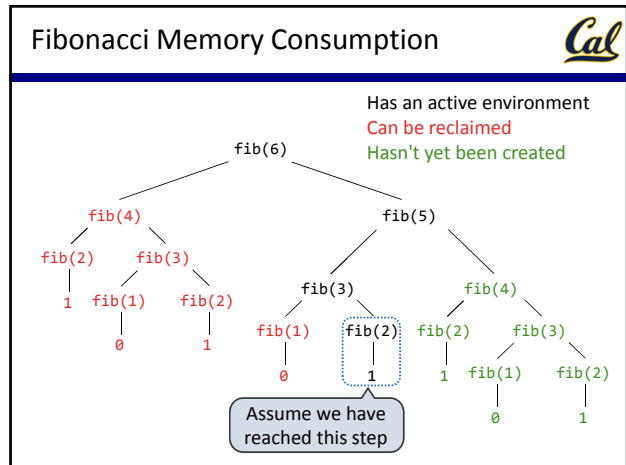 Fibonacci Memory Consumption
Cal
Has an active environment
Can be reclaimed
Hasn't yet been created
fib(6)
fib(4) fib(5)
fib(2) fib(3) fib(3) fib(4)
1 fib(1) fib(2) fib(1) fib(2) fib(2) fib(3)
0 1 0 1 1 fib(1) fib(2)
0 1
Assume we have
reached this step